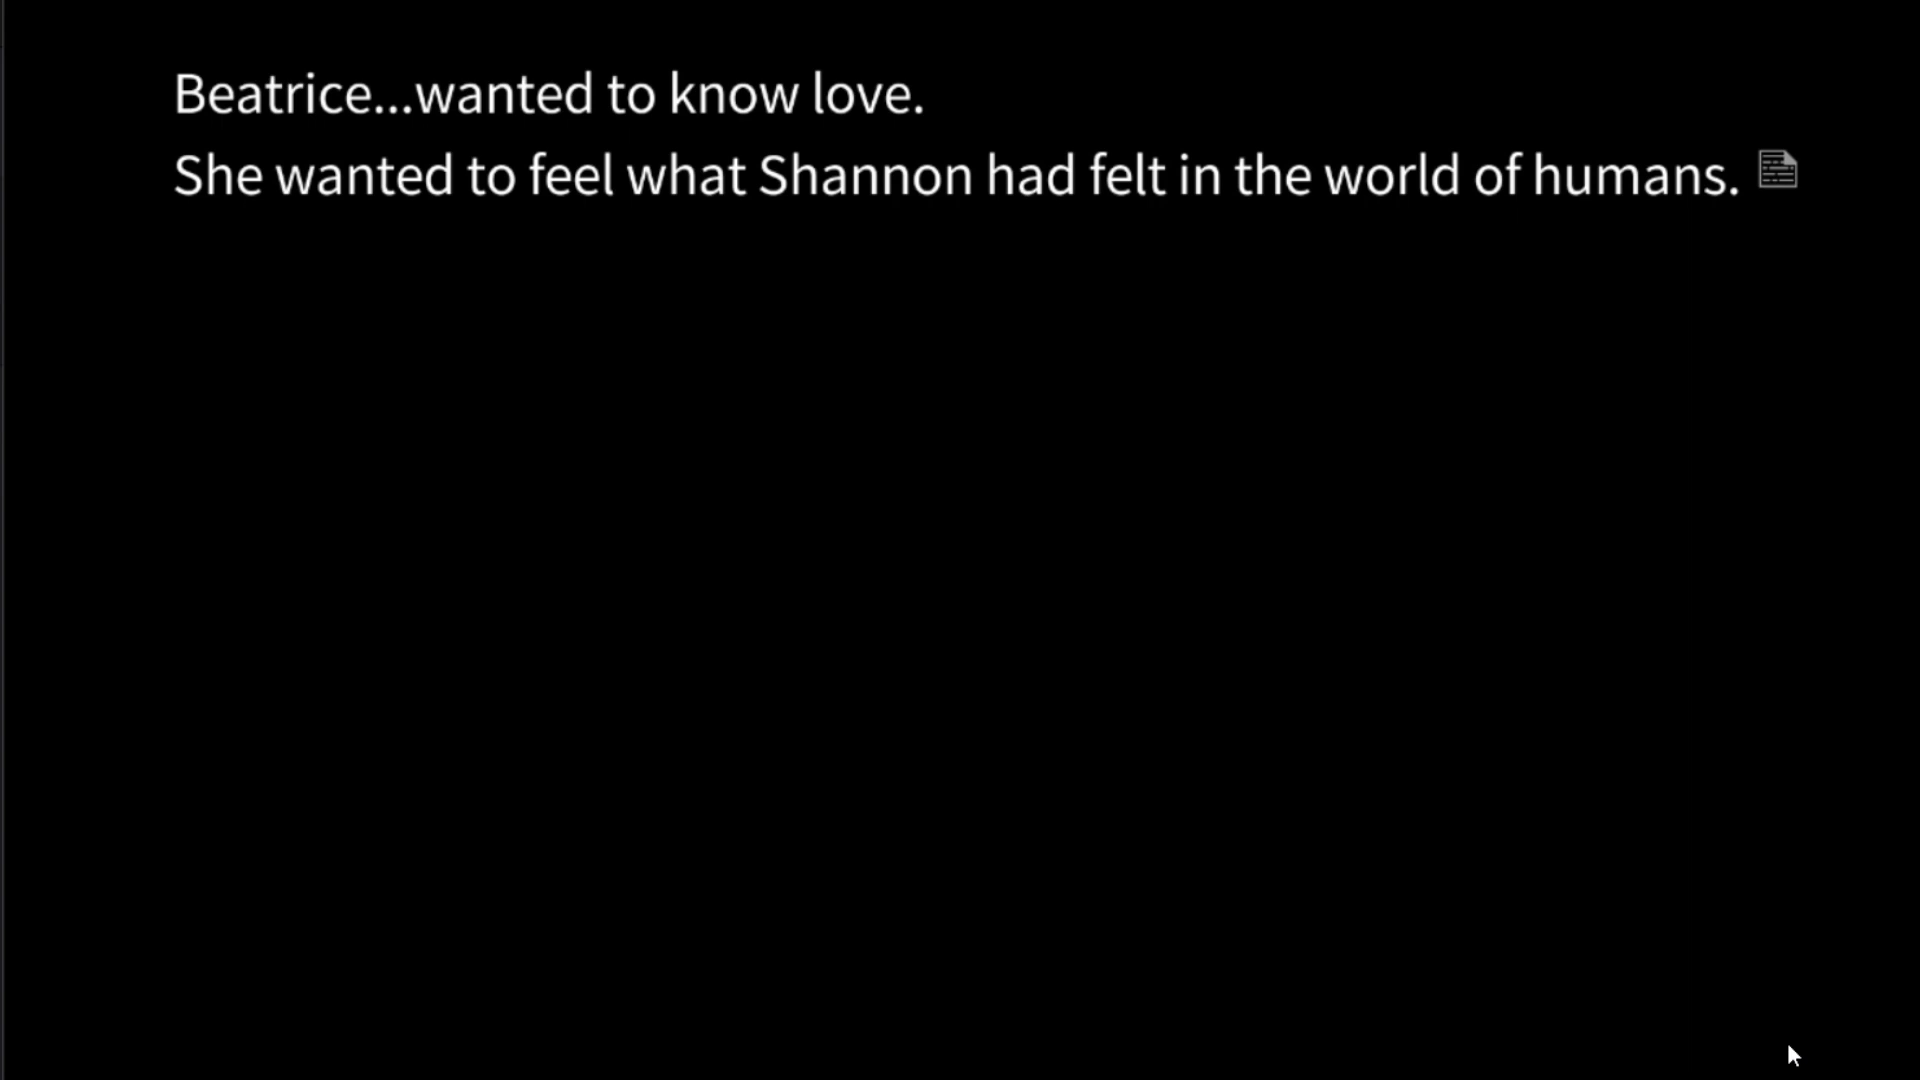 Beatrice...wanted to know love.
She wanted to feel what Shannon had felt in the world of humans.